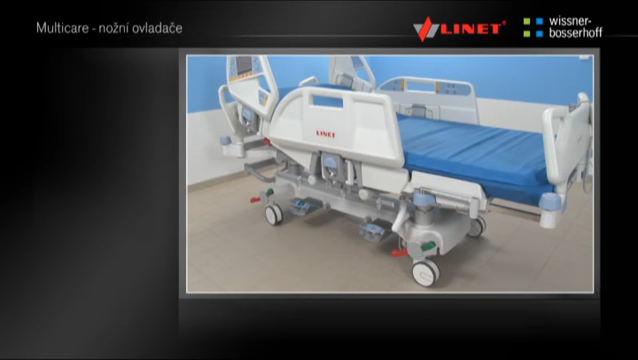 Multicare - nožní ovladače
LINET®
wissner-
bosserhoff
LINET